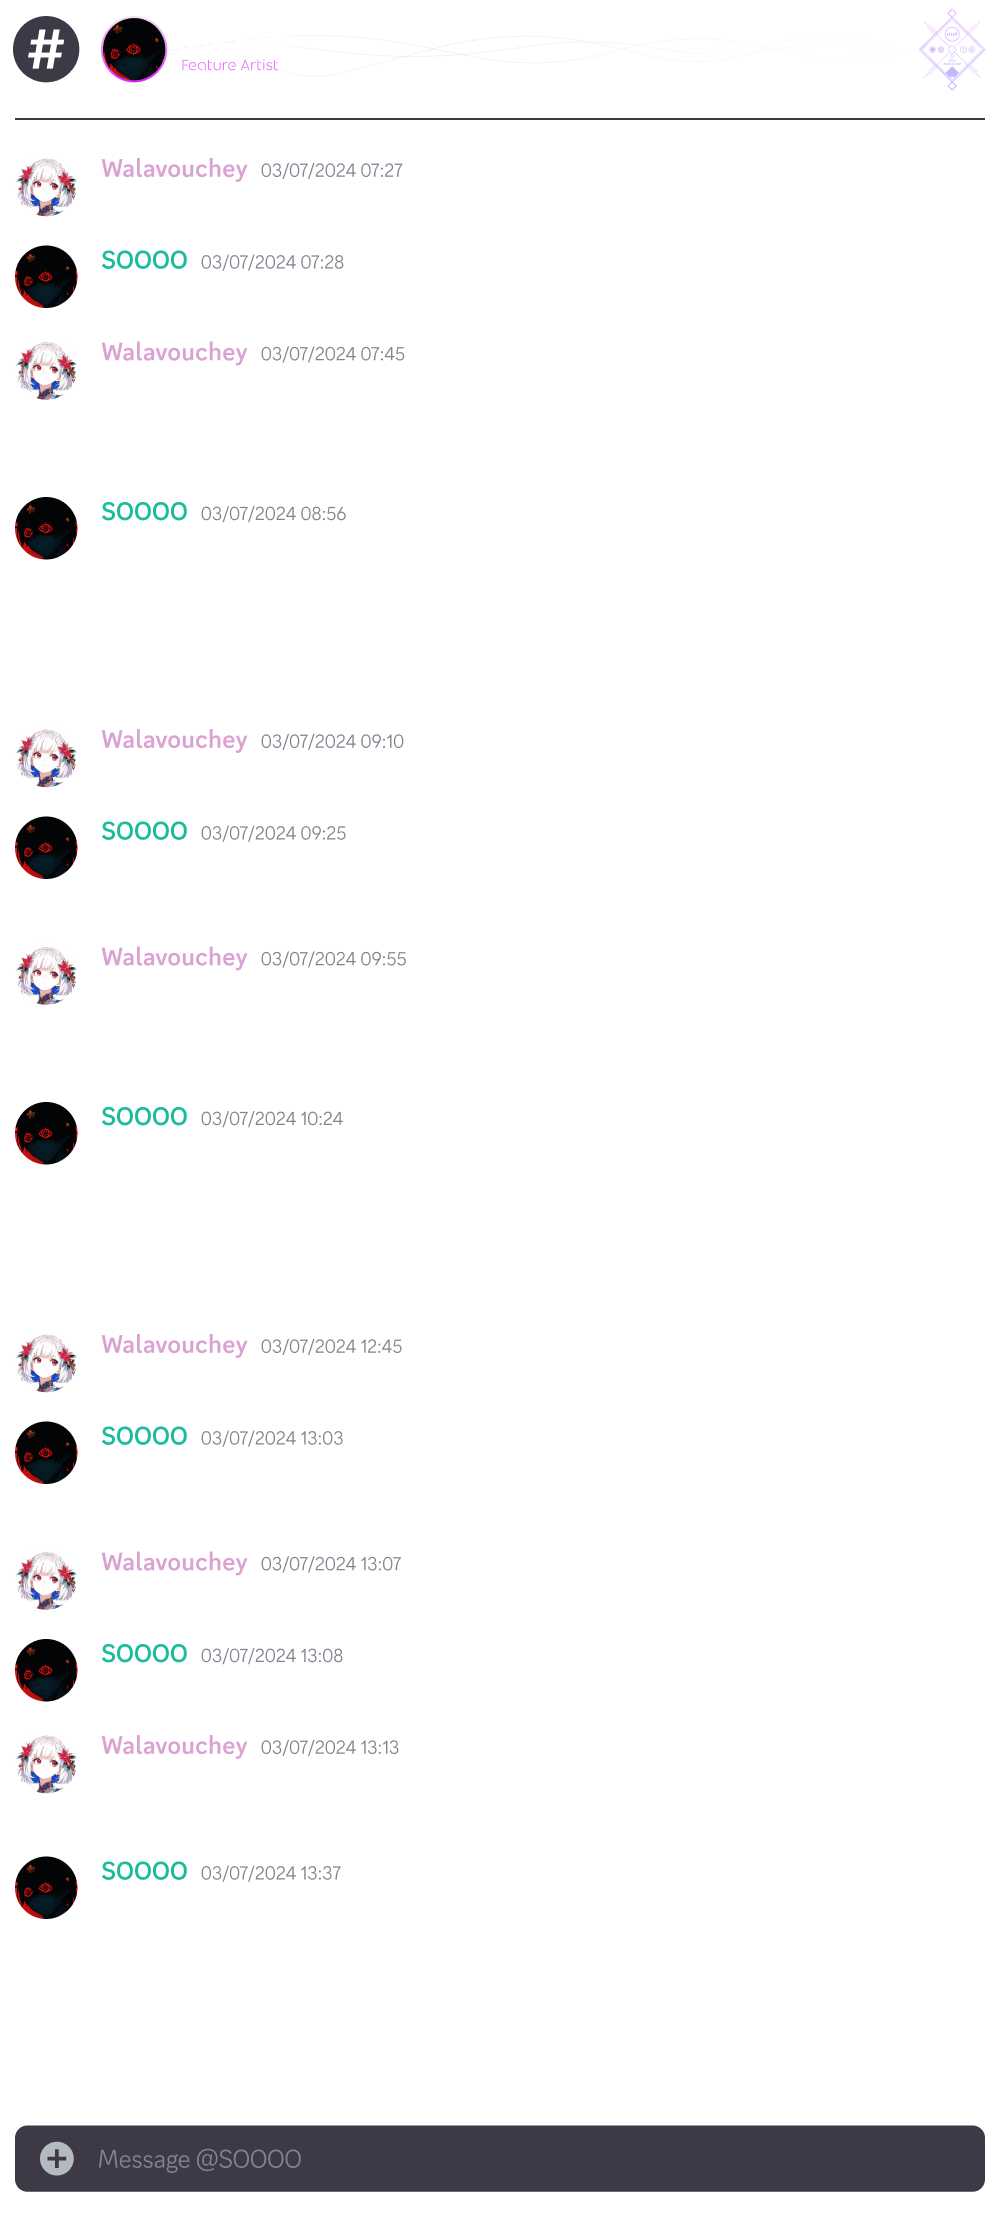 #
Feature Artist
Walavouchey 03/07/2024 07:27
SOOOO 03/07/2024 07:28
Walavouchey 03/07/2024 07:45
SOOOO 03/07/2024 08:56
Walavouchey 03/07/2024 09:10
SOOOO 03/07/2024 09:25
Walavouchey 03/07/2024 09:55
SOOOO 03/07/2024 10:24
Walavouchey 03/07/2024 12:45
SOOOO 03/07/2024 13:03
Walavouchey 03/07/2024 13:07
SOOOO 03/07/2024 13:08
Walavouchey 03/07/2024 13:13
SOOOO 03/07/2024 13:37
Message @SOOOO